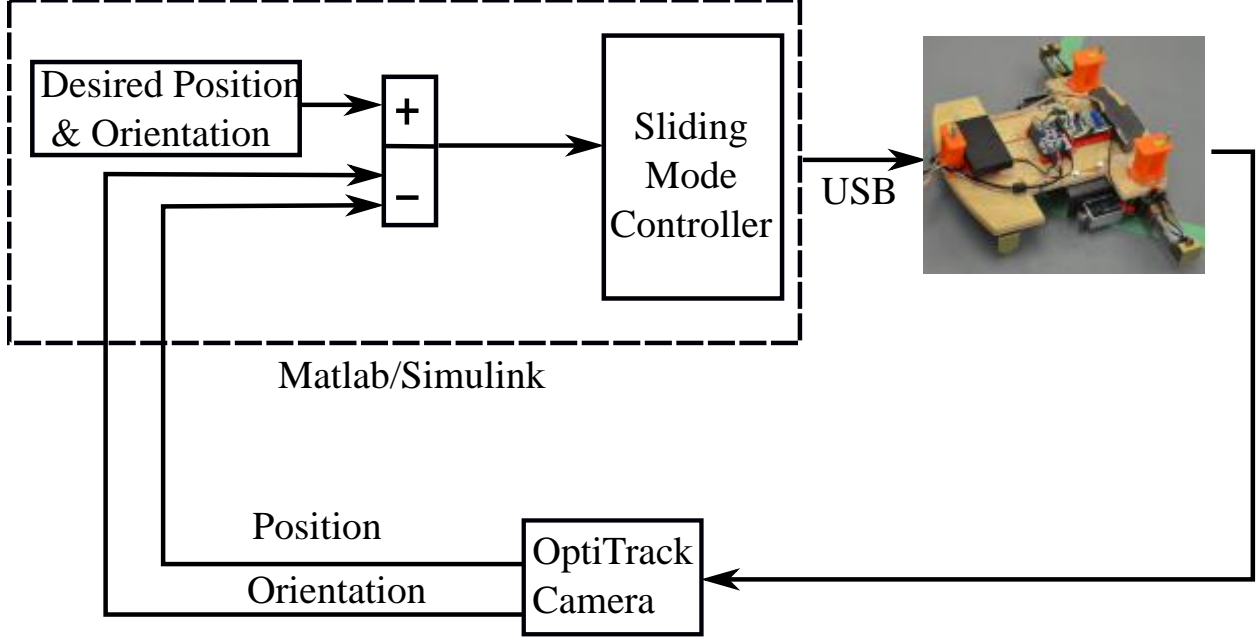 Desired Position
& Orientation
+
−
Sliding
Mode
Controller
USB
Matlab/Simulink
Position
Orientation
OptiTrack
Camera